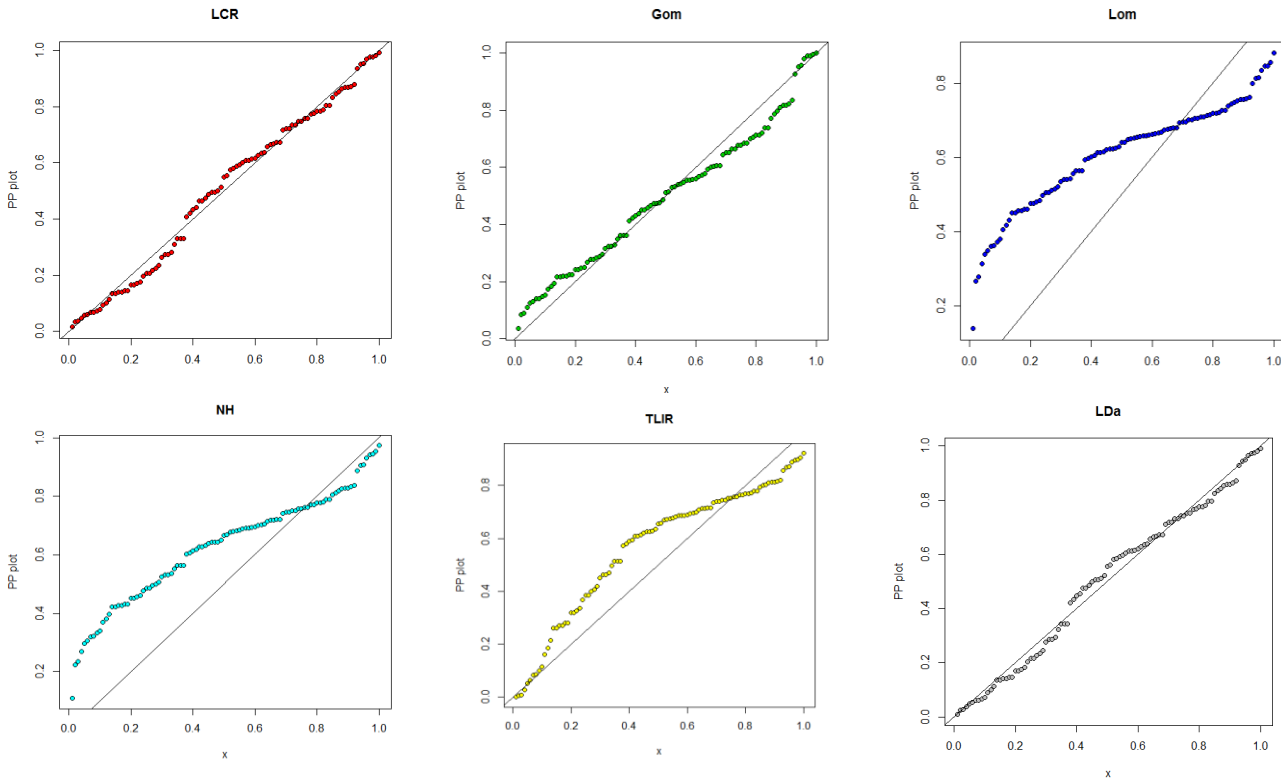 LCR
PP plot
0.0 0.2 0.4 0.6 0.8 1.0
0.0 0.2 0.4 0.6 0.8 1.0
Gom
PP plot
0.0 0.2 0.4 0.6 0.8 1.0
0.0 0.2 0.4 0.6 0.8 1.0
x
Lom
PP plot
0.2 0.4 0.6 0.8
0.0 0.2 0.4 0.6 0.8 1.0
NH
PP plot
0.2 0.4 0.6 0.8 1.0
0.0 0.2 0.4 0.6 0.8 1.0
x
TLIR
PP plot
0.0 0.2 0.4 0.6 0.8
0.0 0.2 0.4 0.6 0.8 1.0
x
LDa
PP plot
0.0 0.2 0.4 0.6 0.8 1.0
0.0 0.2 0.4 0.6 0.8 1.0
x